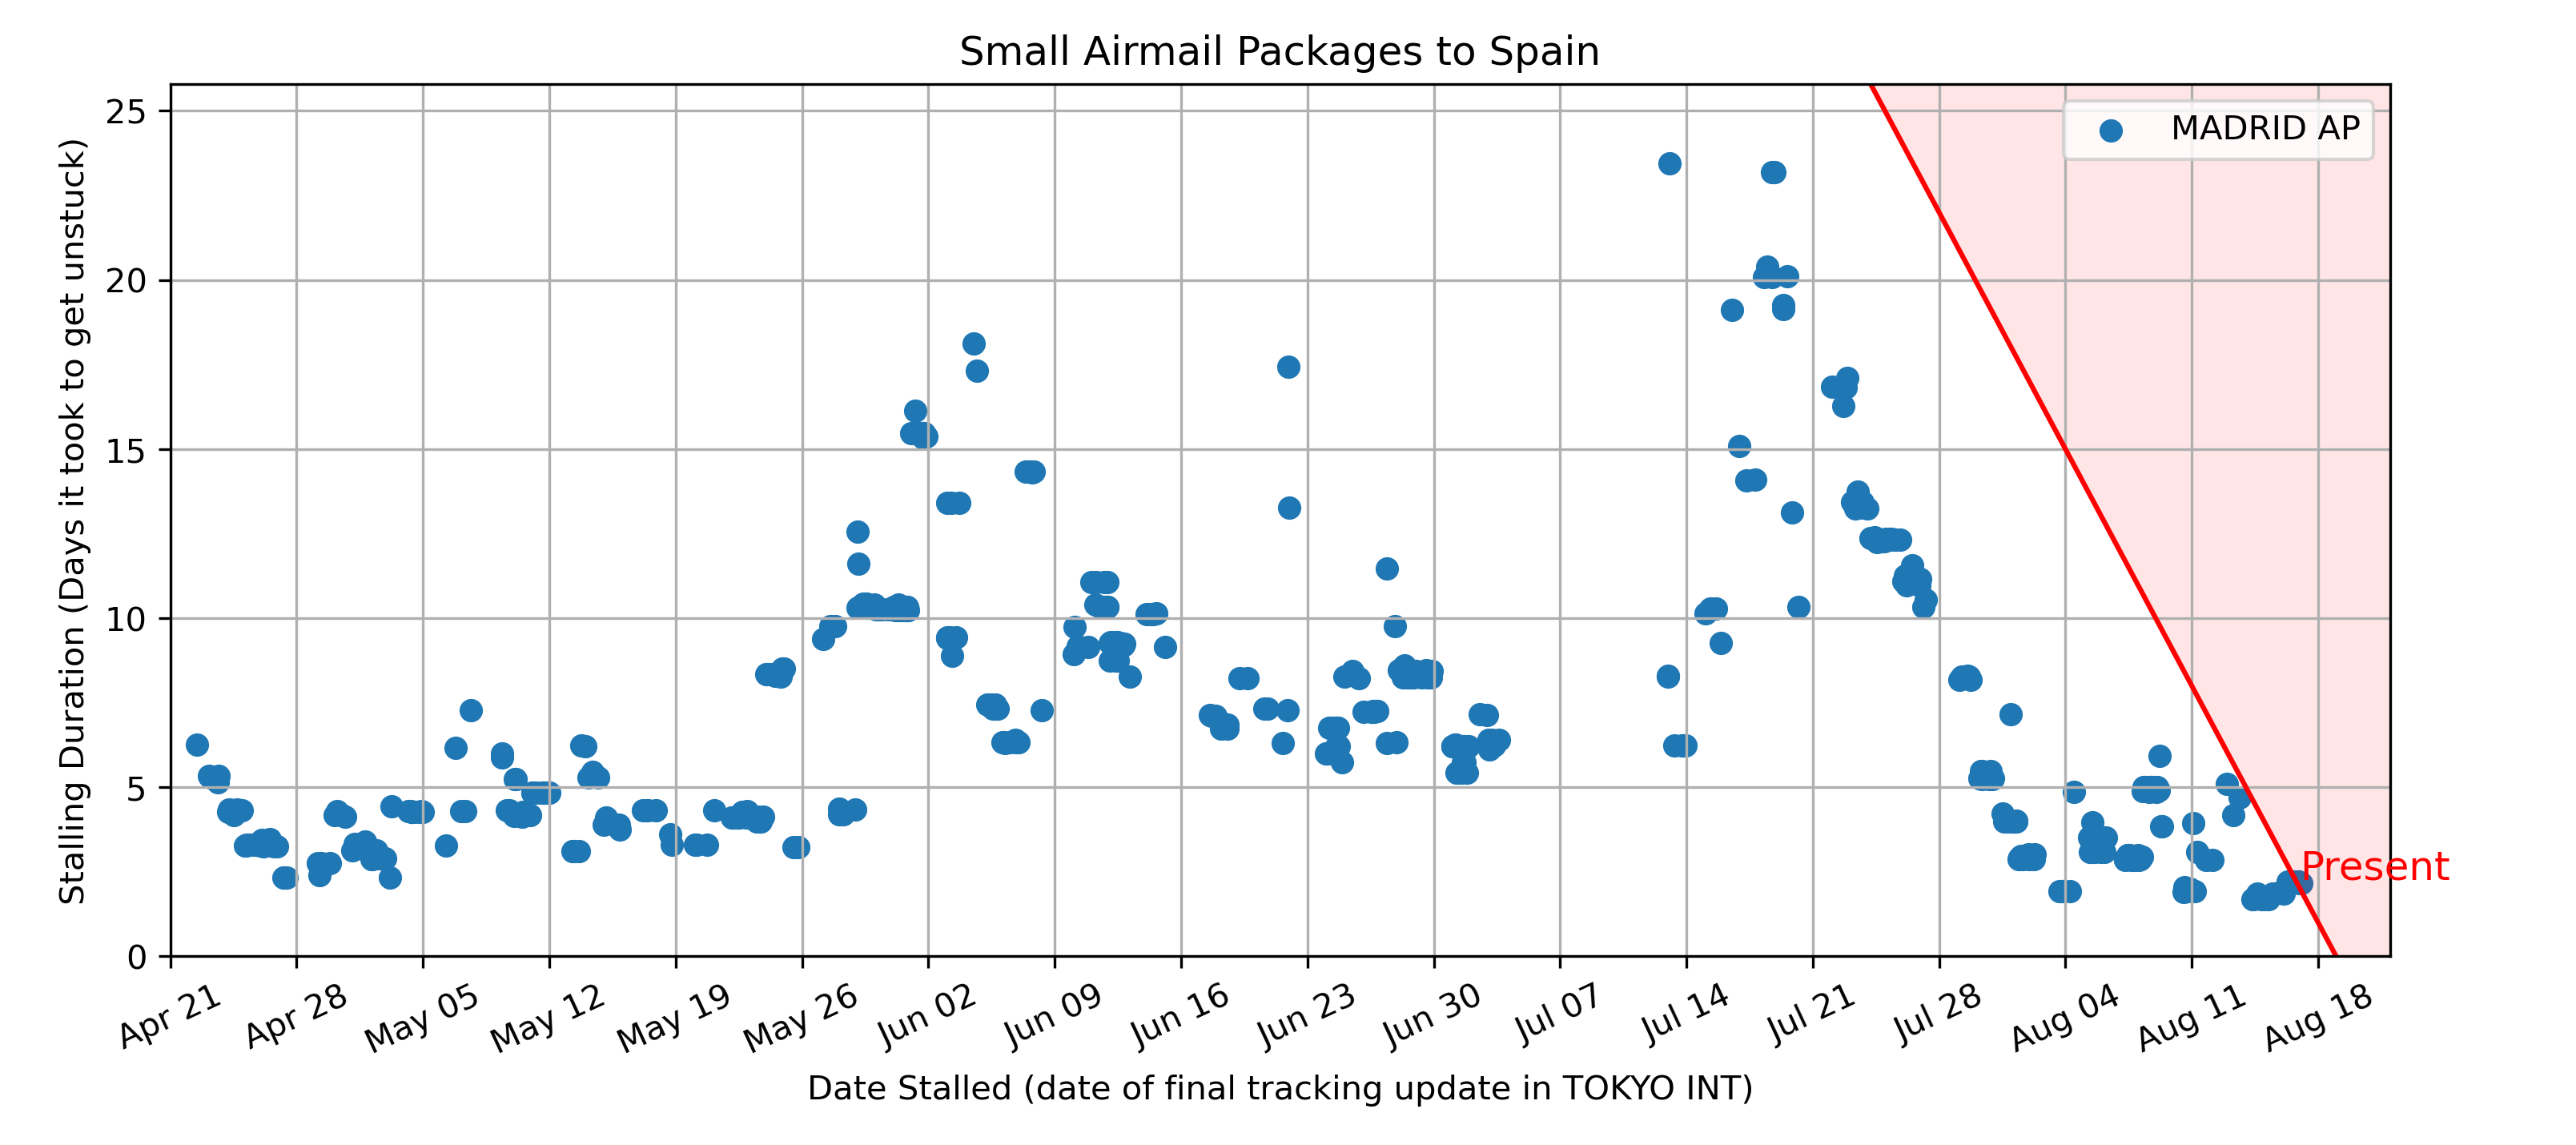 Small Airmail Packages to Spain
MADRID AP
Stalling Duration (Days it took to get unstuck)
25
20
15
10
5
0
Present
Apr 21
Apr 28
May 05
May 12
May 19
May 26
Jun 02
Jun 09
Jun 16
Jun 23
Jun 30
Jul 07
Jul 14
Jul 21
Jul 28
Aug 04
Aug 11
Aug 18
Date Stalled (date of final tracking update in TOKYO INT)